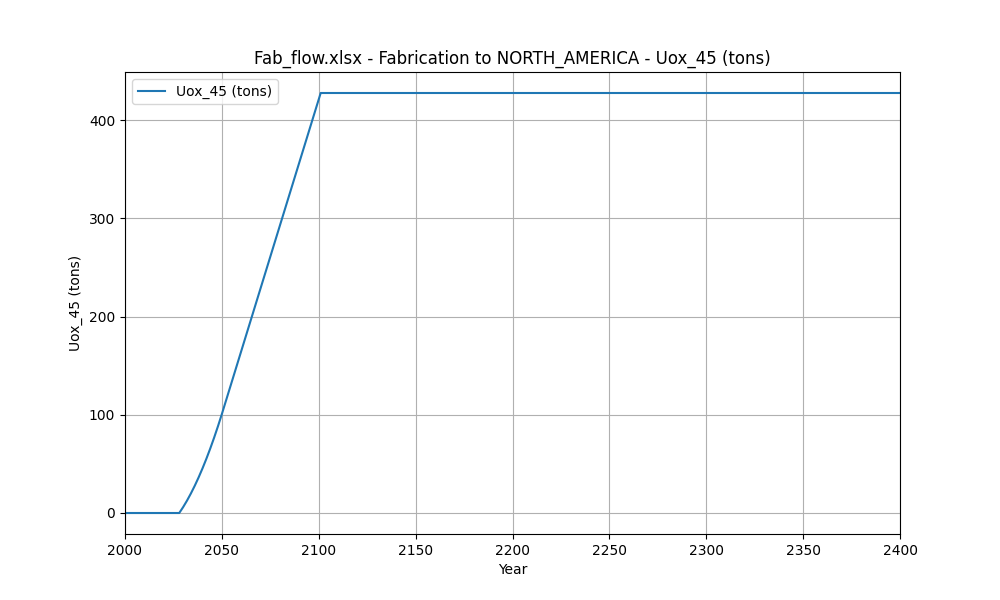 Fab_flow.xlsx - Fabrication to NORTH_AMERICA - Uox_45 (tons)
Uox_45 (tons)
400
300
200
100
0
Uox_45 (tons)
2000 2050 2100 2150 2200 2250 2300 2350 2400
Year